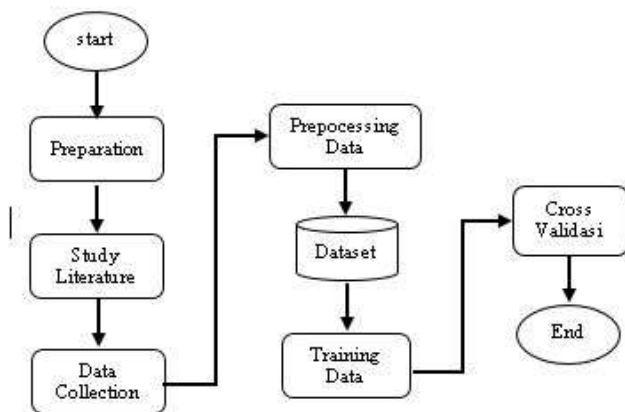 start
Preparation
Study
Literature
Data
Collection
Prepocessing
Data
Dataset
Training
Data
Cross
Validasi
End